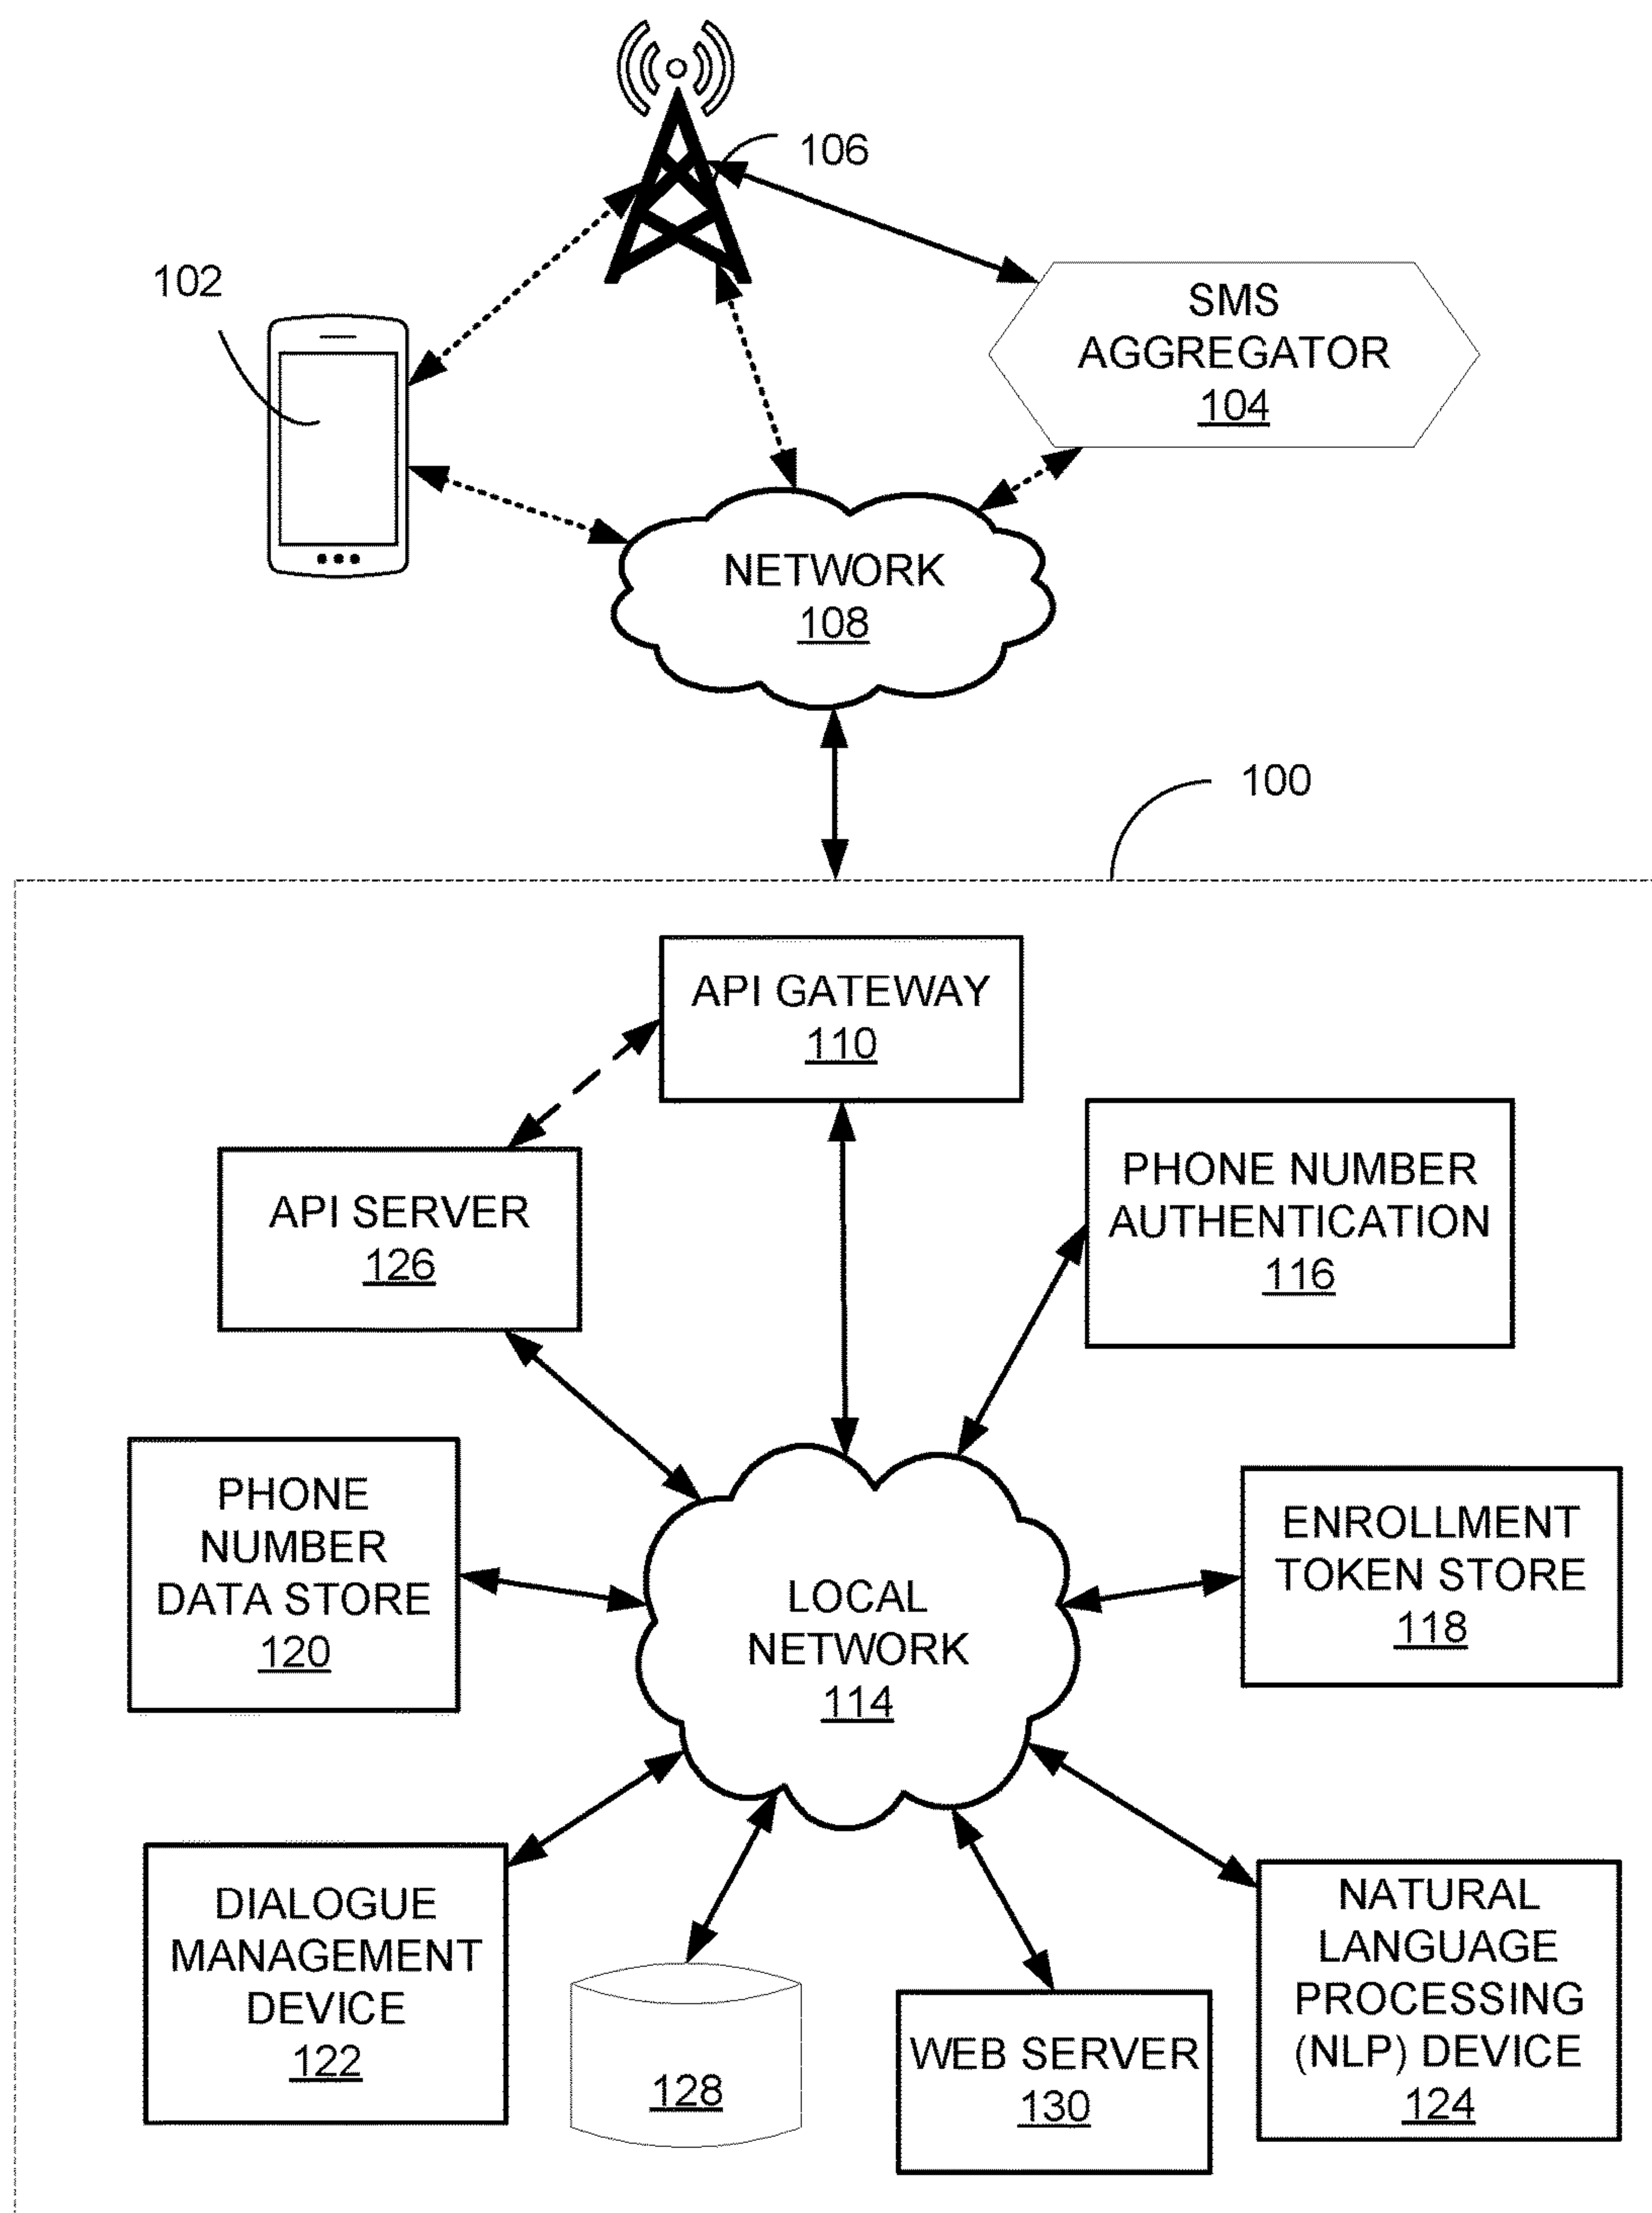 106
102
SMS
AGGREGATOR
104
NETWORK
108
100
API GATEWAY
110
PHONE NUMBER
AUTHENTICATION
116
API SERVER
126
PHONE
NUMBER
DATA STORE
120
ENROLLMENT
TOKEN STORE
118
LOCAL
NETWORK
114
DIALOGUE
MANAGEMENT
DEVICE
122
128
WEB SERVER
130
NATURAL
LANGUAGE
PROCESSING
(NLP) DEVICE
124